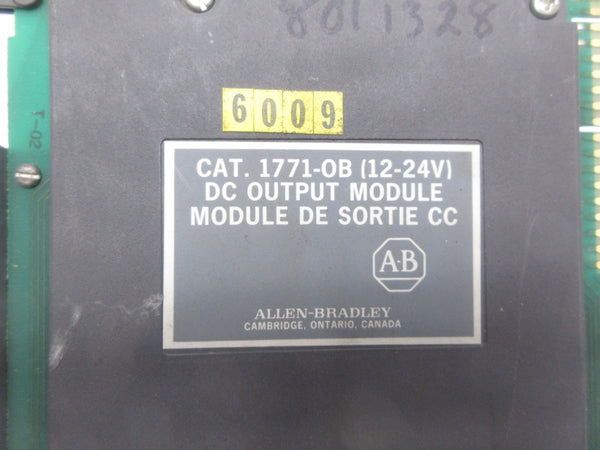 8011328
6009
I-02
CAT. 1771-OB (12-24V)
DC OUTPUT MODULE
MODULE DE SORTIE CC
A-B
ALLEN-BRADLEY
CAMBRIDGE, ONTARIO, CANADA